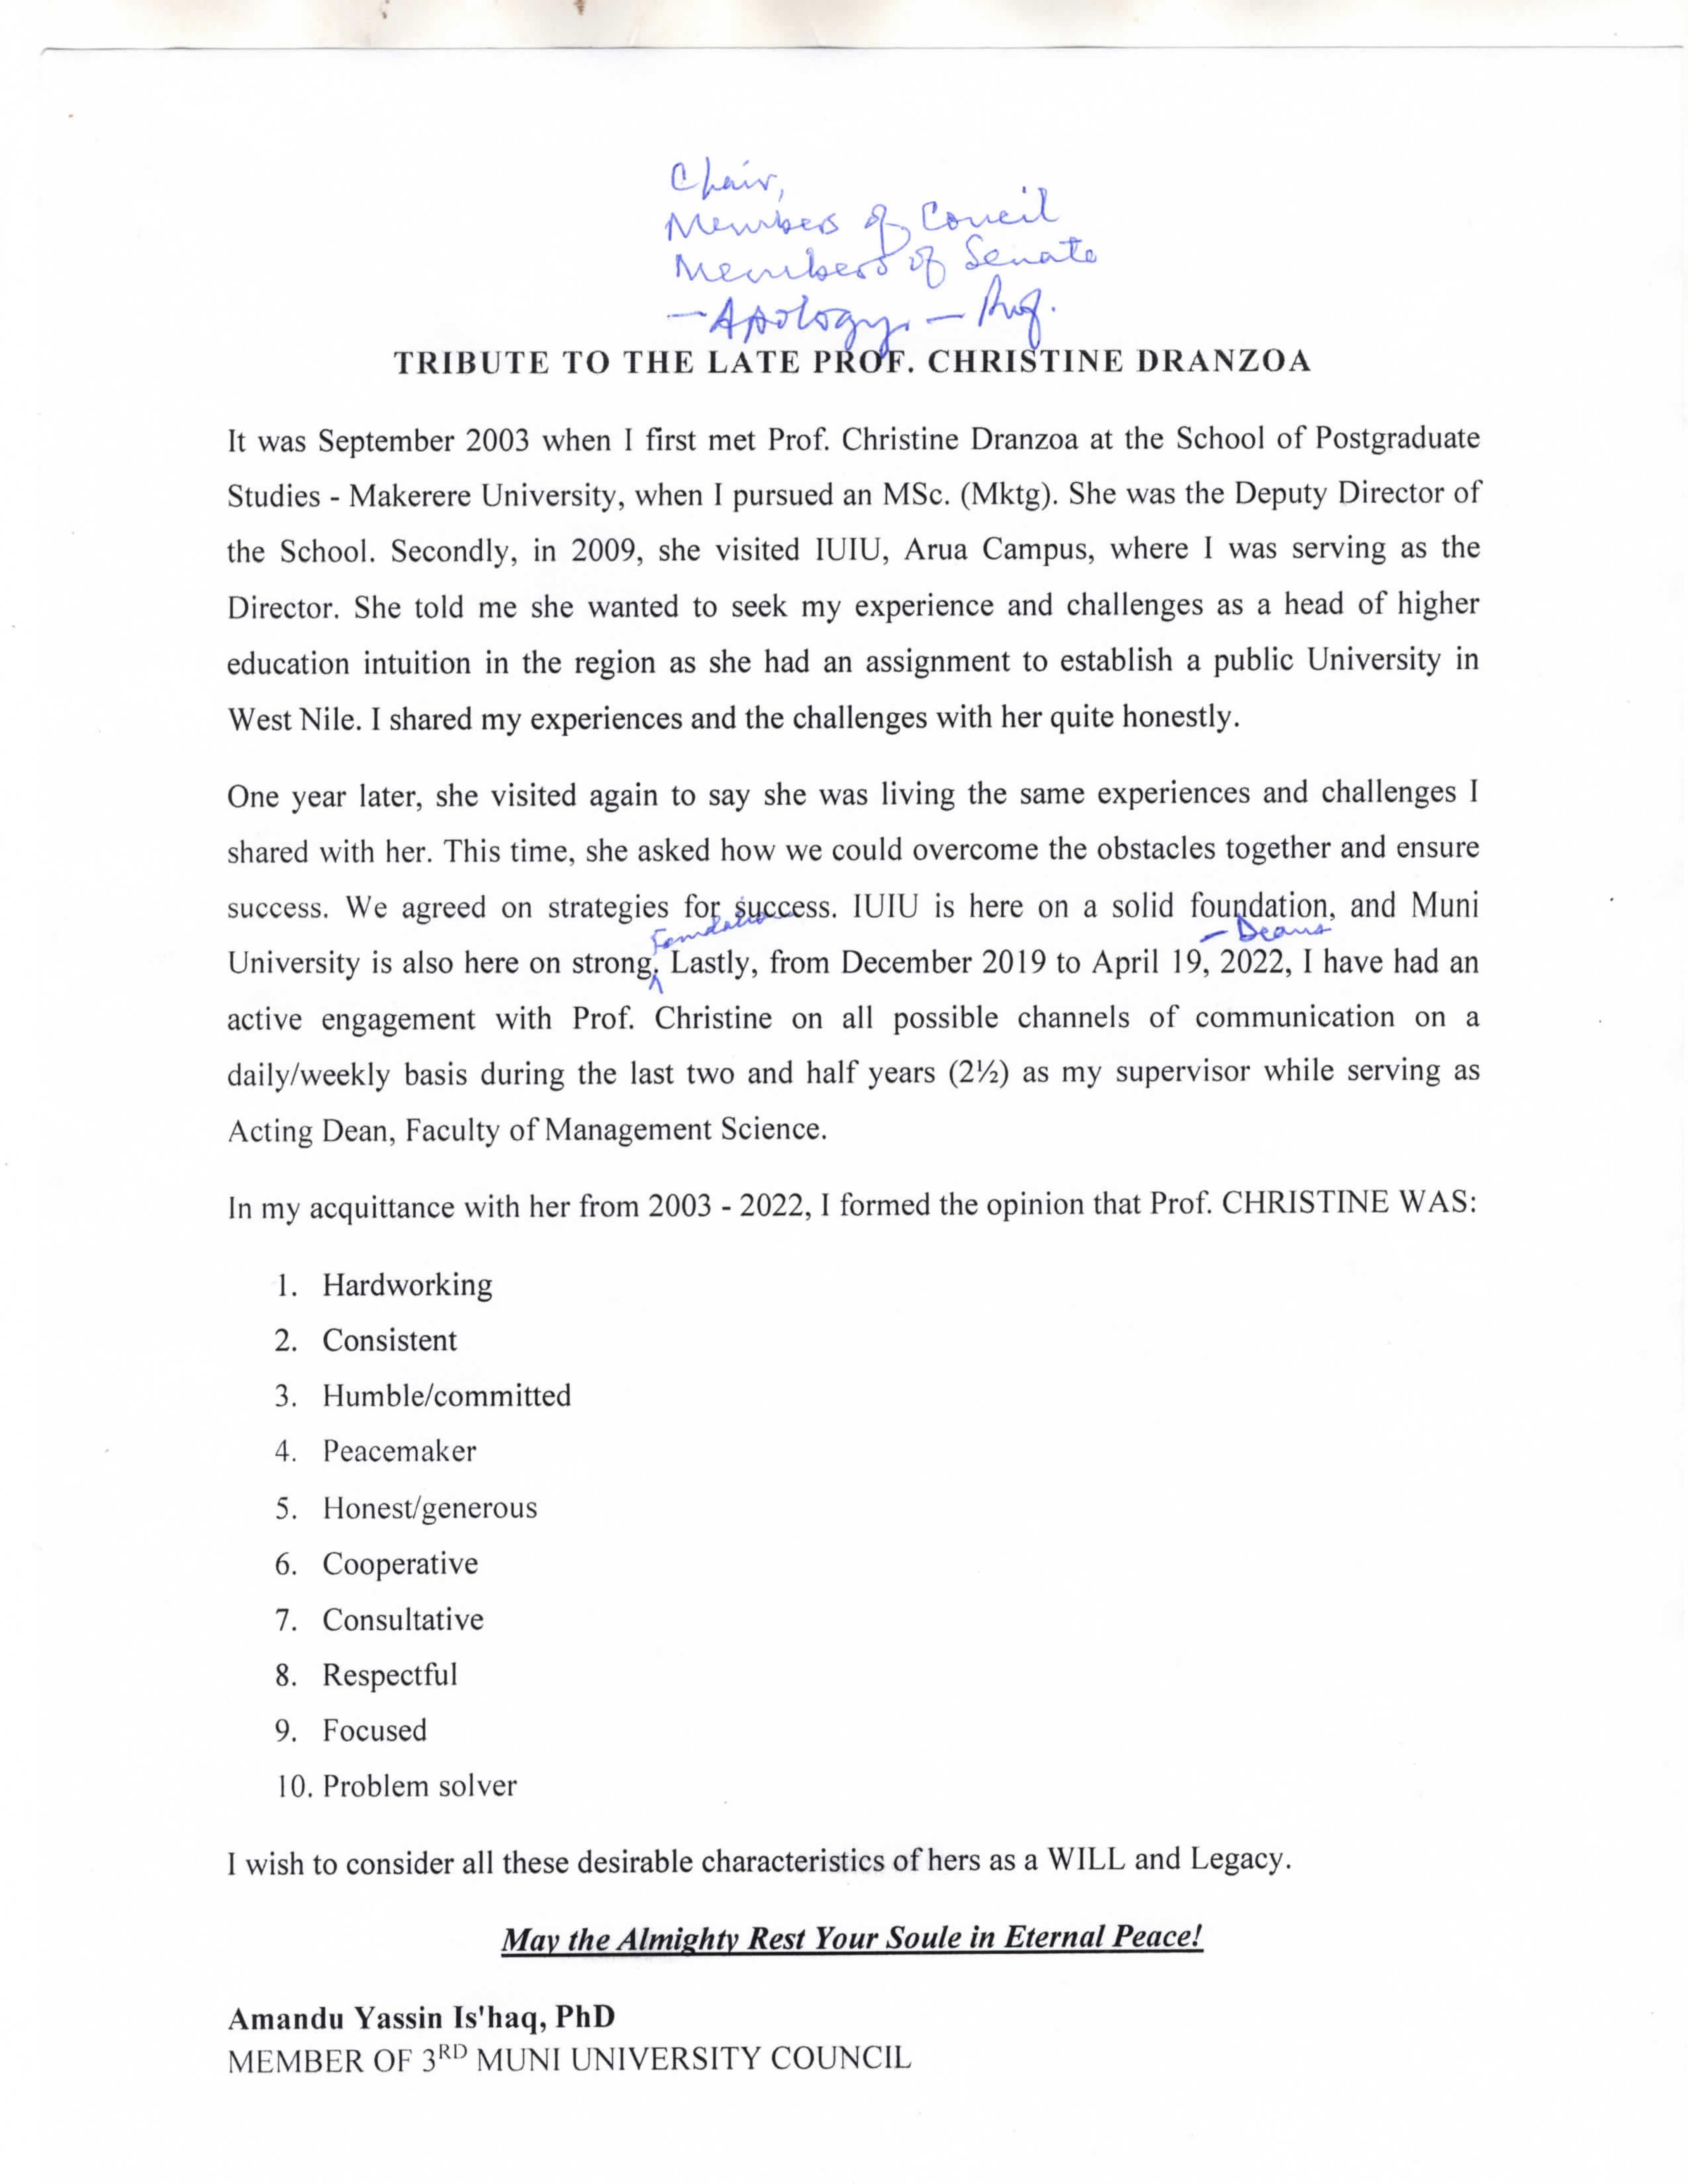 Chair,
Members of Council
Members of Senate
- Apology - Prof.
TRIBUTE TO THE LATE PROF. CHRISTINE DRANZOA
It was September 2003 when I first met Prof. Christine Dranzoa at the School of Postgraduate
Studies - Makerere University, when I pursued an MSc. (Mktg). She was the Deputy Director of
the School. Secondly, in 2009, she visited IUIU, Arua Campus, where I was serving as the
Director. She told me she wanted to seek my experience and challenges as a head of higher
education intuition in the region as she had an assignment to establish a public University in
West Nile. I shared my experiences and the challenges with her quite honestly.
One year later, she visited again to say she was living the same experiences and challenges I
shared with her. This time, she asked how we could overcome the obstacles together and ensure
success. We agreed on strategies for success. IUIU is here on a solid foundation, and Muni
Foundation - Deans
University is also here on strong. Lastly, from December 2019 to April 19, 2022, I have had an
active engagement with Prof. Christine on all possible channels of communication on a
daily/weekly basis during the last two and half years (2½) as my supervisor while serving as
Acting Dean, Faculty of Management Science.
In my acquittance with her from 2003 - 2022, I formed the opinion that Prof. CHRISTINE WAS:
1. Hardworking
2. Consistent
3. Humble/committed
4. Peacemaker
5. Honest/generous
6. Cooperative
7. Consultative
8. Respectful
9. Focused
10. Problem solver
I wish to consider all these desirable characteristics of hers as a WILL and Legacy.
May the Almighty Rest Your Soule in Eternal Peace!
Amandu Yassin Is'haq, PhD
MEMBER OF 3RD MUNI UNIVERSITY COUNCIL